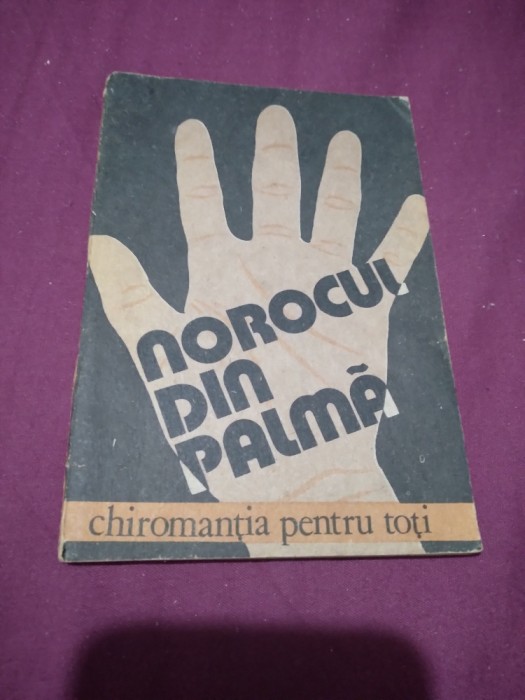 NOROCUL
DIN
PALMĂ
chiromanția pentru toți